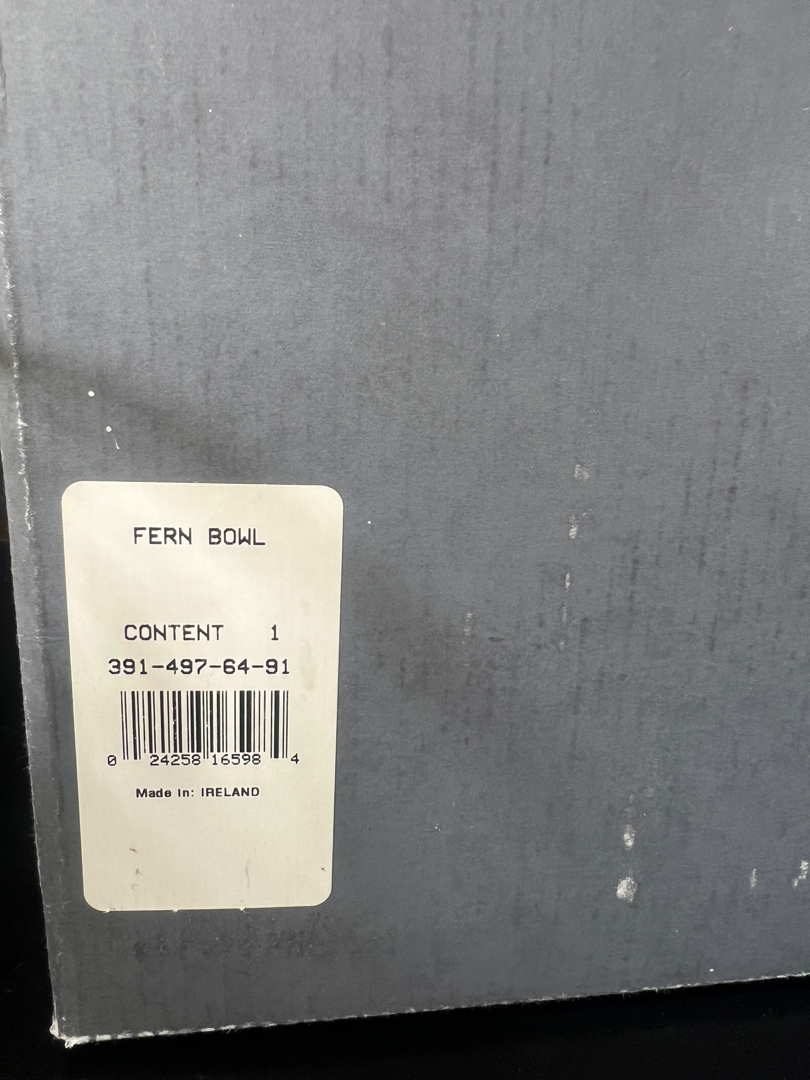 FERN BOWL
CONTENT 1
391-497-64-91
0 24258 16598 4
Made in: IRELAND